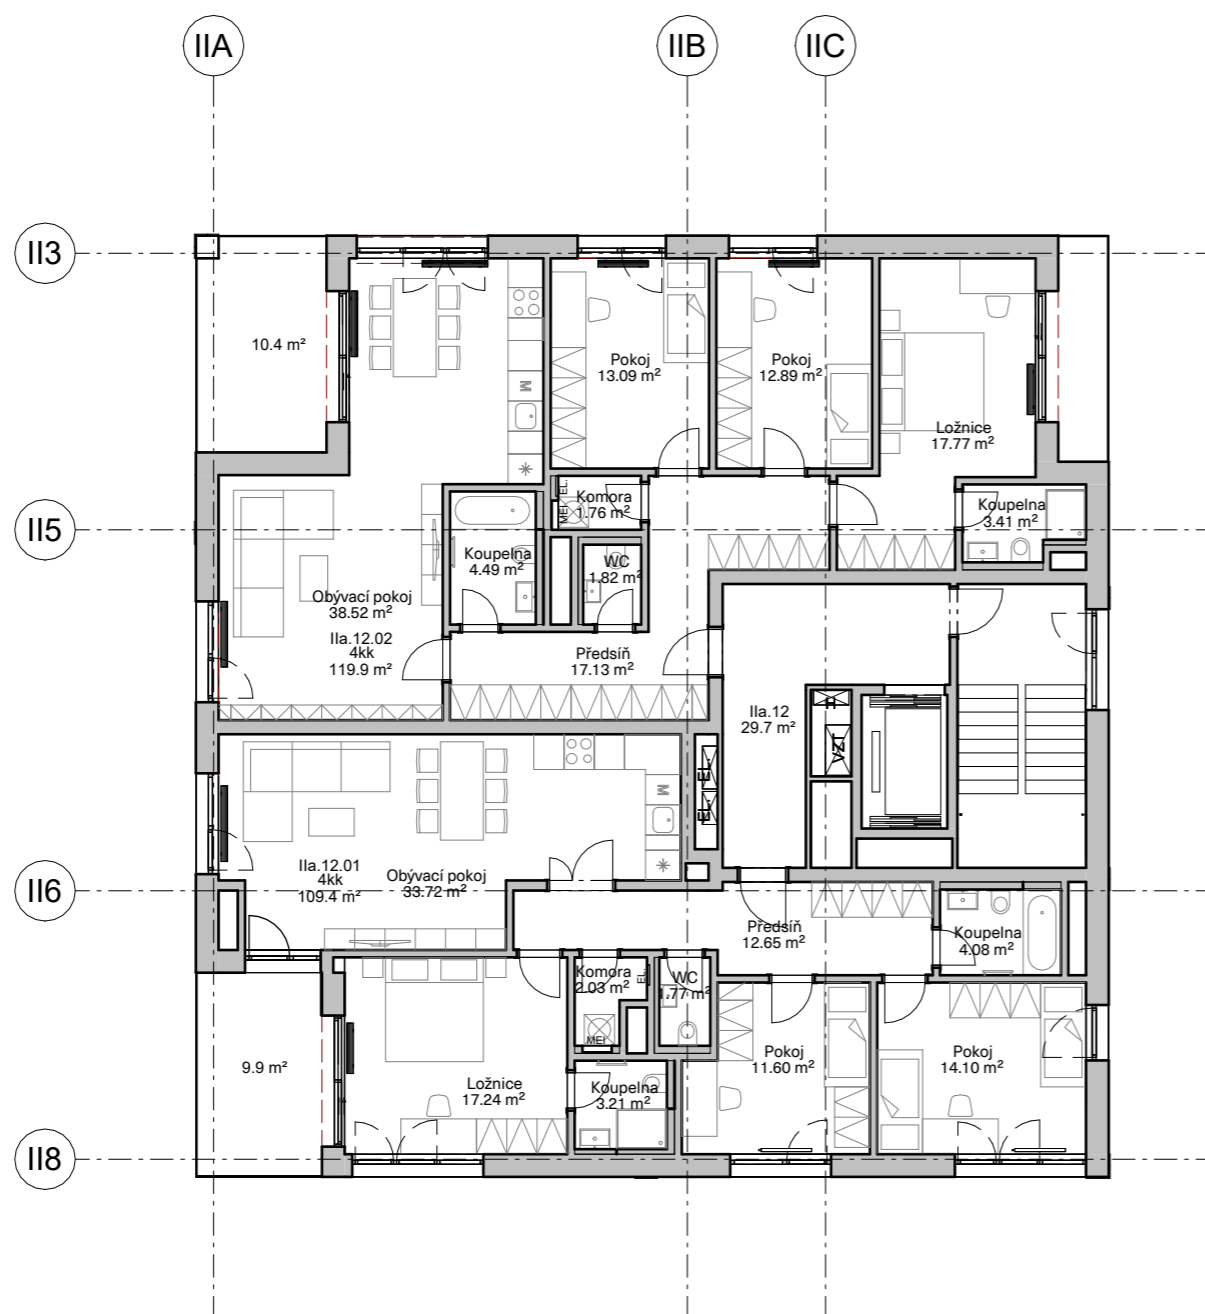 IIA
IIB
IIC
II3
10.4 m²
Pokoj
13.09 m²
Pokoj
12.89 m²
Ložnice
17.77 m²
M
EL.
MEI
Komora
1.76 m²
Koupelna
3.41 m²
II5
Koupelna
4.49 m²
WC
1.82 m²
Obývací pokoj
38.52 m²
IIa.12.02
4kk
119.9 m²
Předsíň
17.13 m²
IIa.12
29.7 m²
VZT
EL.
EL.
M
IIa.12.01
4kk
109.4 m²
Obývací pokoj
33.72 m²
II6
Předsíň
12.65 m²
Koupelna
4.08 m²
Komora
2.03 m²
EL.
MEI
WC
1.77 m²
9.9 m²
Ložnice
17.24 m²
Koupelna
3.21 m²
Pokoj
11.60 m²
Pokoj
14.10 m²
II8